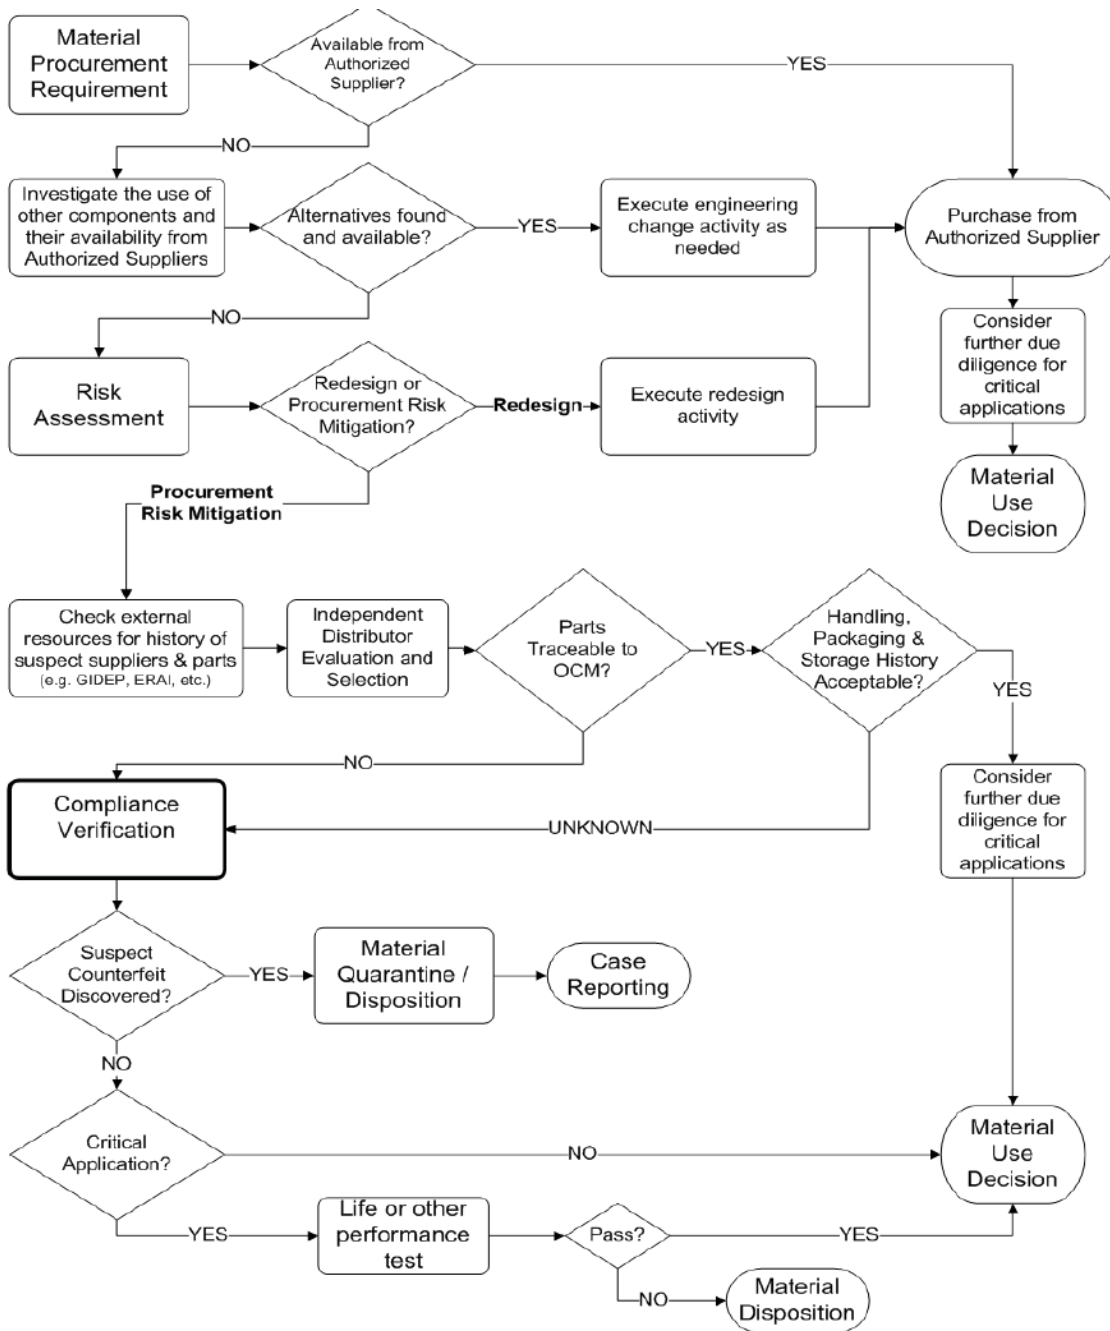 Material
Procurement
Requirement
Available from
Authorized
Supplier?
YES
NO
Investigate the use of
other components and
their availability from
Authorized Suppliers
Alternatives found
and available?
YES
Execute engineering
change activity as
needed
Purchase from
Authorized Supplier
NO
Consider
further due
diligence for
critical
applications
Risk
Assessment
Redesign or
Procurement Risk
Mitigation?
Redesign
Execute redesign
activity
Material
Use
Decision
Procurement
Risk Mitigation
Check external
resources for history of
suspect suppliers & parts
(e.g. GIDEP, ERAI, etc.)
Independent
Distributor
Evaluation and
Selection
Parts
Traceable to
OCM?
YES
Handling,
Packaging &
Storage History
Acceptable?
YES
NO
Consider
further due
diligence for
critical
applications
Compliance
Verification
UNKNOWN
Suspect
Counterfeit
Discovered?
YES
Material
Quarantine /
Disposition
Case
Reporting
NO
Critical
Application?
NO
Material
Use
Decision
YES
Life or other
performance
test
Pass?
YES
NO
Material
Disposition